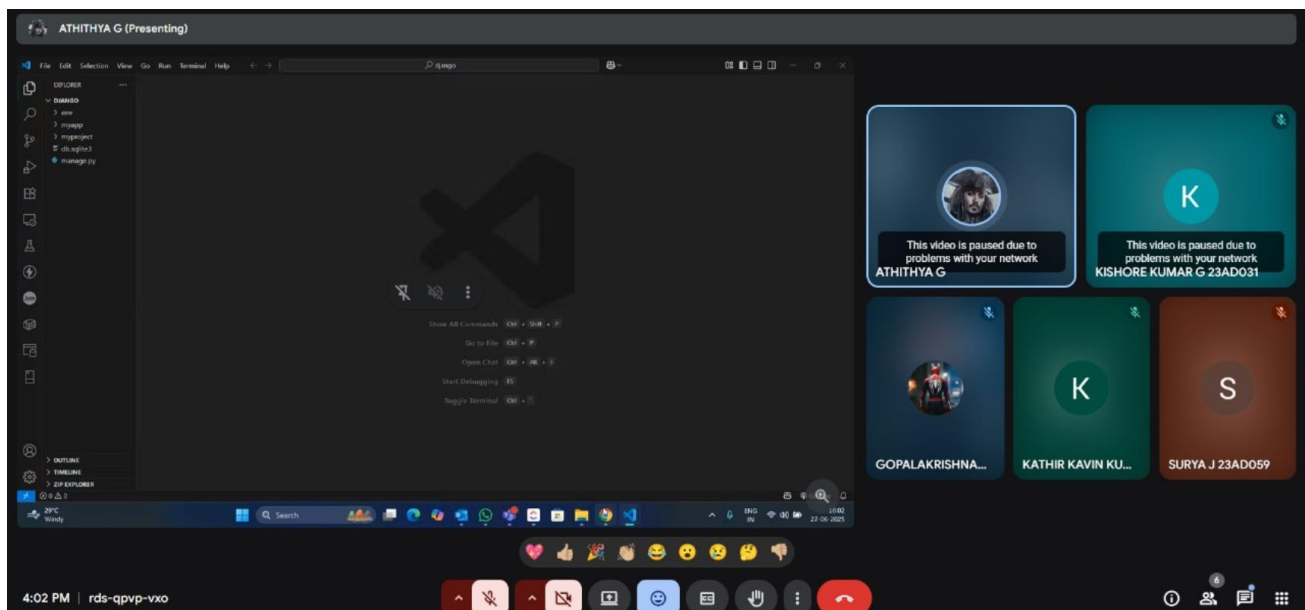 ATHITHYA G (Presenting)
File Edit Selection View Go Run Terminal Help
django
EXPLORER
DJANGO
env
myapp
myproject
db.sqlite3
manage.py
Show All Commands Ctrl + Shift + P
Go to File Ctrl + P
Open Chat Ctrl + Alt + I
Start Debugging F5
Toggle Terminal Ctrl + `
OUTLINE
TIMELINE
ZIP EXPLORER
0 0
29°C
Windy
Search
ENG
IN
16:02
27-06-2025
This video is paused due to
problems with your network
ATHITHYA G
This video is paused due to
problems with your network
KISHORE KUMAR G 23AD031
K
GOPALAKRISHNA...
K
KATHIR KAVIN KU...
S
SURYA J 23AD059
4:02 PM | rds-qpvp-vxo
6